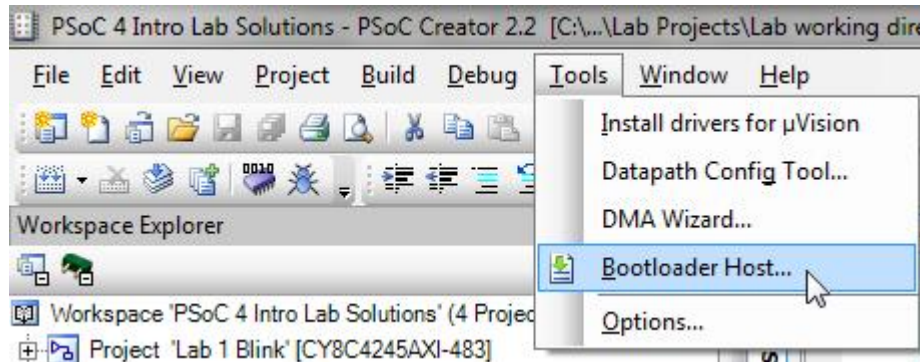 PSoC 4 Intro Lab Solutions - PSoC Creator 2.2 [C:\...\Lab Projects\Lab working dire
File Edit View Project Build Debug Tools Window Help
Install drivers for µVision
Datapath Config Tool...
0010
DMA Wizard...
Workspace Explorer
Bootloader Host...
Workspace 'PSoC 4 Intro Lab Solutions' (4 Projec
Options...
Project 'Lab 1 Blink' [CY8C4245AXI-483]